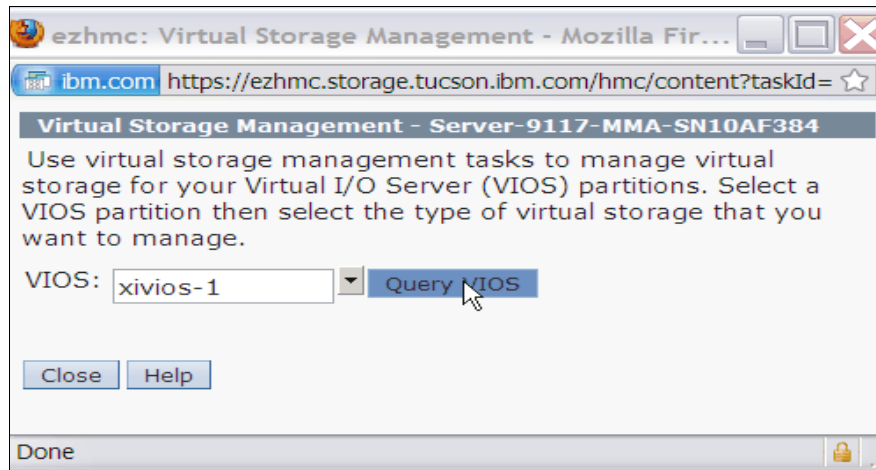 ezhmc: Virtual Storage Management - Mozilla Fir...
ibm.com https://ezhmc.storage.tucson.ibm.com/hmc/content?taskId=
Virtual Storage Management - Server-9117-MMA-SN10AF384
Use virtual storage management tasks to manage virtual
storage for your Virtual I/O Server (VIOS) partitions. Select a
VIOS partition then select the type of virtual storage that you
want to manage.
VIOS: xivios-1 Query VIOS
Close Help
Done